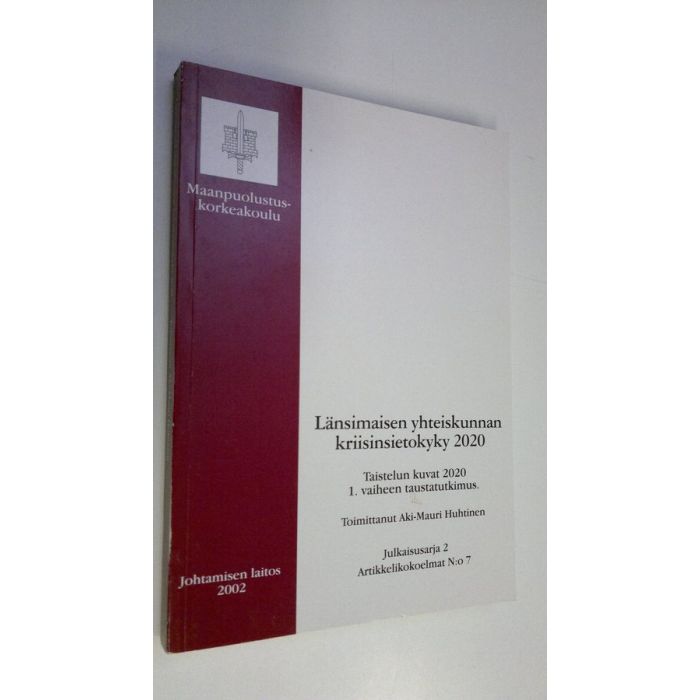 Maanpuolustus-
korkeakoulu
Länsimaisen yhteiskunnan
kriisinsietokyky 2020
Taistelun kuvat 2020
1. vaiheen taustatutkimus.
Toimittanut Aki-Mauri Huhtinen
Julkaisusarja 2
Artikkelikokoelmat N:o 7
Johtamisen laitos
2002